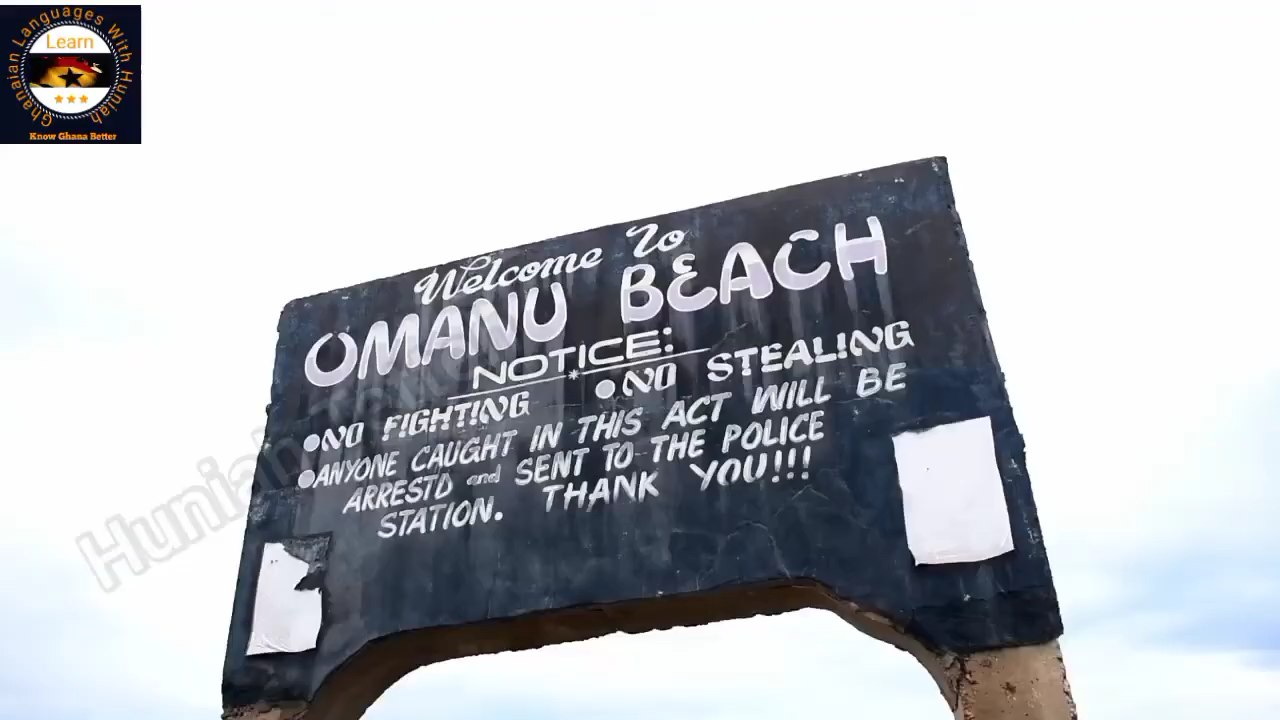 Ghanaian Languages With Huniah
Learn
Know Ghana Better
Welcome To
OMANU BEACH
NOTICE:
•NO FIGHTING * •NO STEALING
•ANYONE CAUGHT IN THIS ACT WILL BE
ARRESTD and SENT TO THE POLICE
STATION. THANK YOU!!!
Huniah